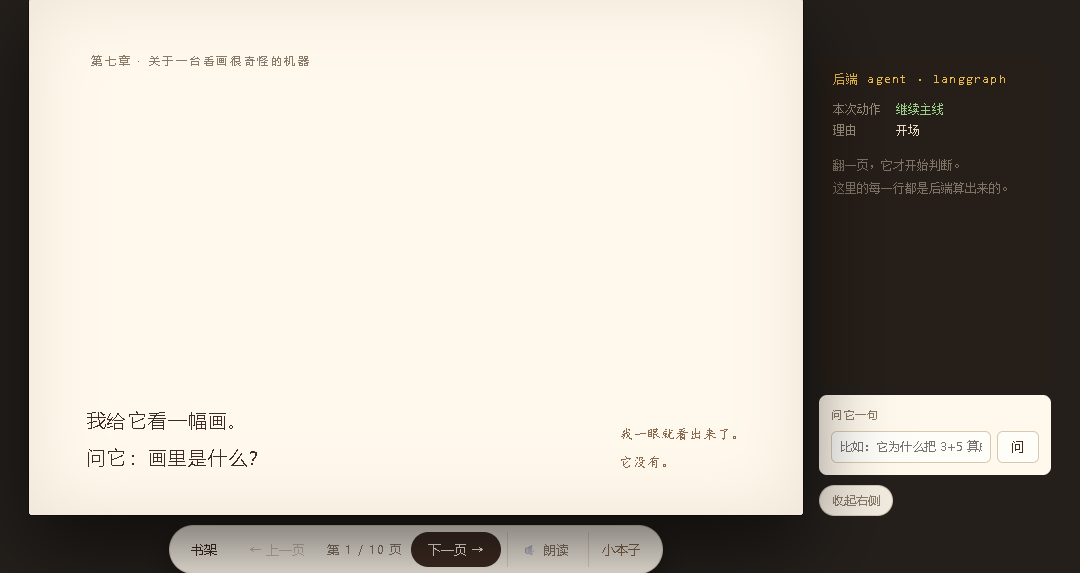 第七章 · 关于一台看画很奇怪的机器
我给它看一幅画。
问它：画里是什么？
我一眼就看出来了。
它没有。
后端 agent · langgraph
本次动作 继续主线
理由 开场
翻一页，它才开始判断。
这里的每一行都是后端算出来的。
问它一句
比如：它为什么把 3+5 算
问
收起右侧
书架 ← 上一页 第 1 / 10 页 下一页 → 朗读 小本子